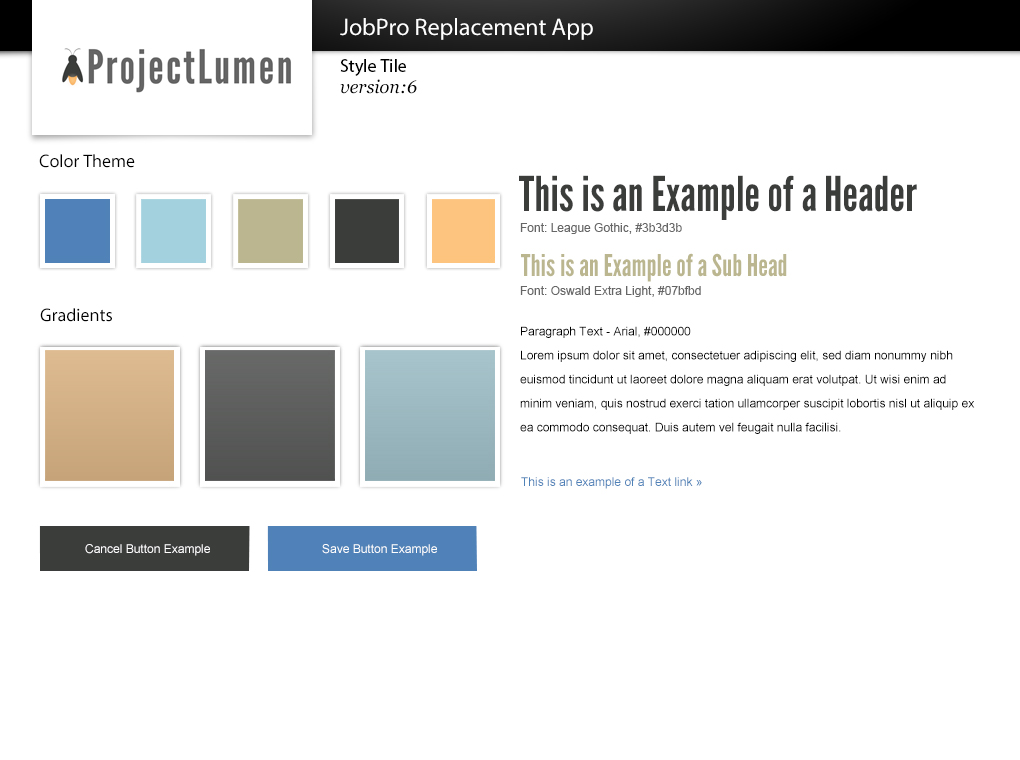 JobPro Replacement App
ProjectLumen
Style Tile
version:6
Color Theme
This is an Example of a Header
Font: League Gothic, #3b3d3b
This is an Example of a Sub Head
Font: Oswald Extra Light, #07bfbd
Gradients
Paragraph Text - Arial, #000000
Lorem ipsum dolor sit amet, consectetuer adipiscing elit, sed diam nonummy nibh
euismod tincidunt ut laoreet dolore magna aliquam erat volutpat. Ut wisi enim ad
minim veniam, quis nostrud exerci tation ullamcorper suscipit lobortis nisl ut aliquip ex
ea commodo consequat. Duis autem vel feugait nulla facilisi.
This is an example of a Text link »
Cancel Button Example
Save Button Example